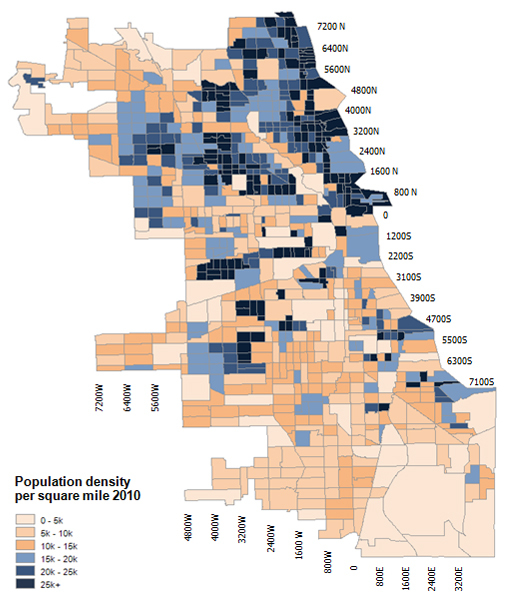 7200 N
6400N
5600N
4800N
4000N
3200N
2400N
1600 N
800 N
0
1200S
2200S
3100S
3900S
4700S
5500S
6300S
7100S
7200W
6400W
5600W
Population density
per square mile 2010
0 - 5k
5k - 10k
10k - 15k
15k - 20k
20k - 25k
25k+
4800W
4000W
3200W
2400W
1600 W
800W
0
800E
1600E
2400E
3200E